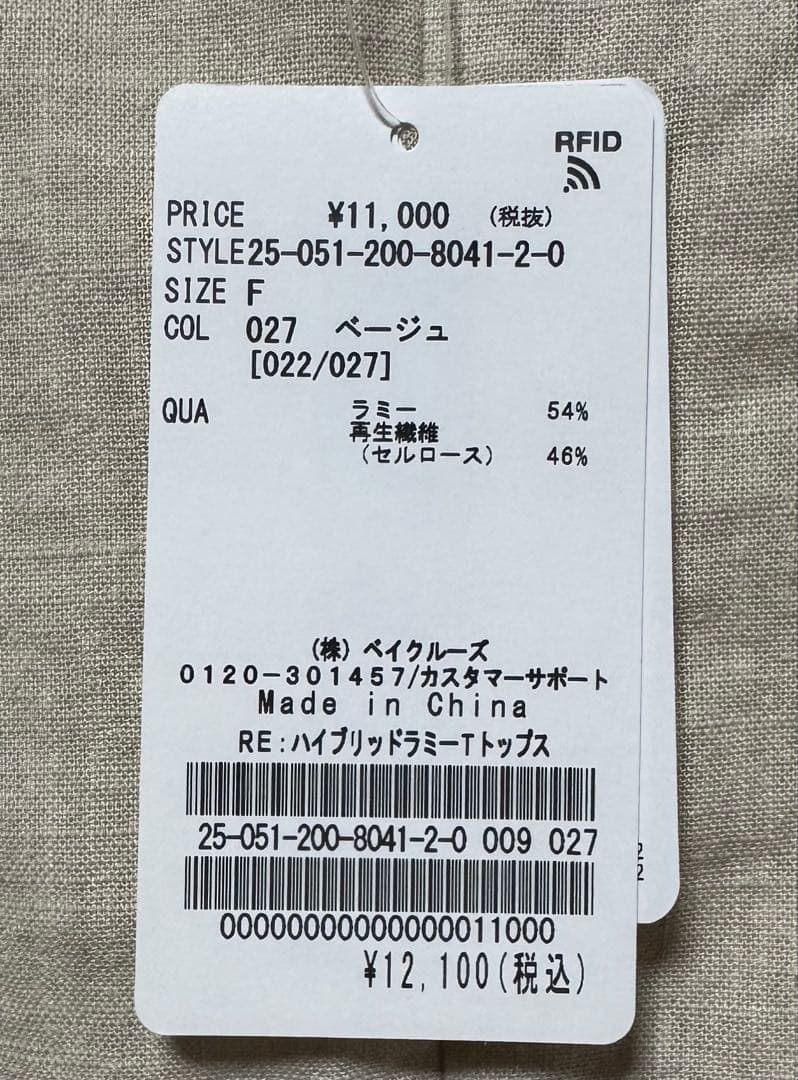 RFID
PRICE ¥11,000 (税抜)
STYLE25-051-200-8041-2-0
SIZE F
COL 027 ベージュ
[022/027]
QUA ラミー 54%
再生繊維
(セルロース) 46%
(株)ベイクルーズ
0120-301457/カスタマーサポート
Made in China
RE:ハイブリッドラミーTトップス
25-051-200-8041-2-0 009 027
00000000000000011000
¥12,100(税込)